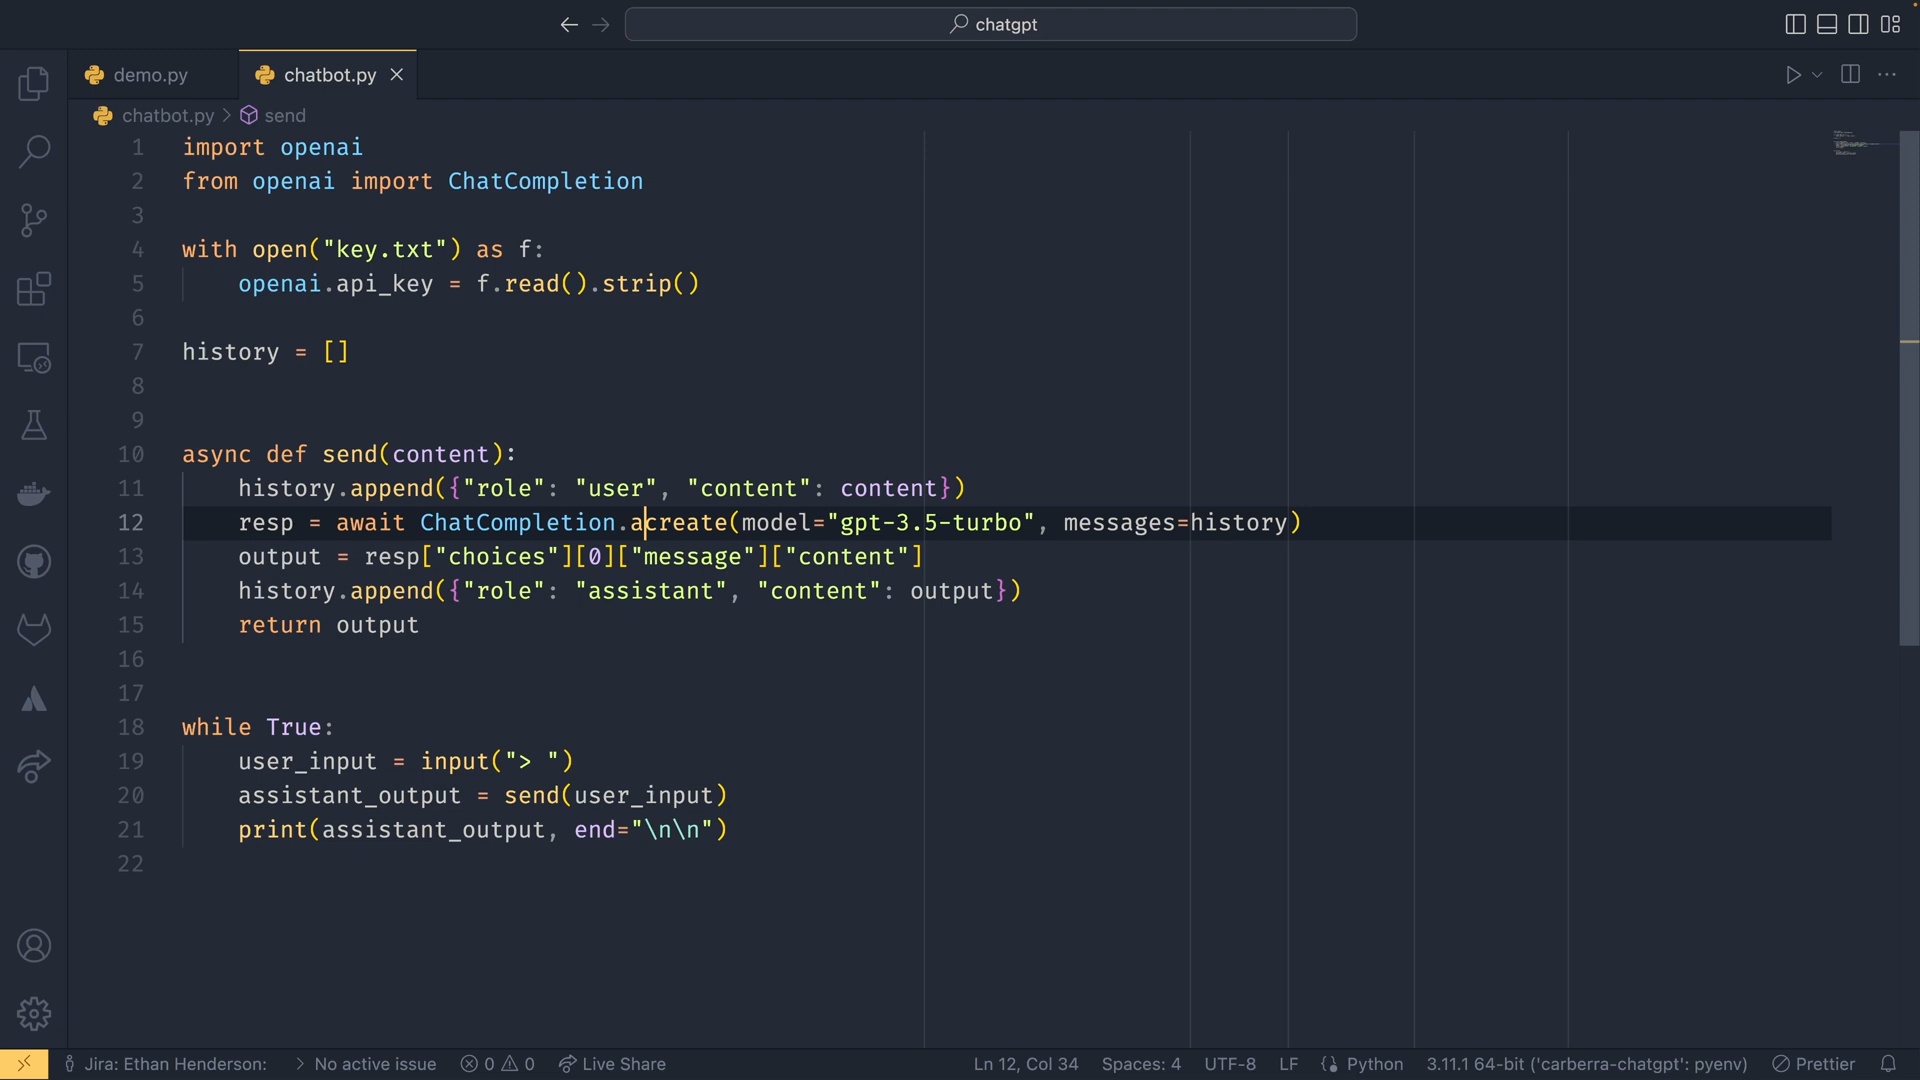 chatgpt
demo.py
chatbot.py
chatbot.py > send
1 import openai
2 from openai import ChatCompletion
3
4 with open("key.txt") as f:
5     openai.api_key = f.read().strip()
6
7 history = []
8
9
10 async def send(content):
11     history.append({"role": "user", "content": content})
12     resp = await ChatCompletion.acreate(model="gpt-3.5-turbo", messages=history)
13     output = resp["choices"][0]["message"]["content"]
14     history.append({"role": "assistant", "content": output})
15     return output
16
17
18 while True:
19     user_input = input("> ")
20     assistant_output = send(user_input)
21     print(assistant_output, end="\n\n")
22
Jira: Ethan Henderson: > No active issue 0 0 Live Share Ln 12, Col 34 Spaces: 4 UTF-8 LF Python 3.11.1 64-bit ('carberra-chatgpt': pyenv) Prettier